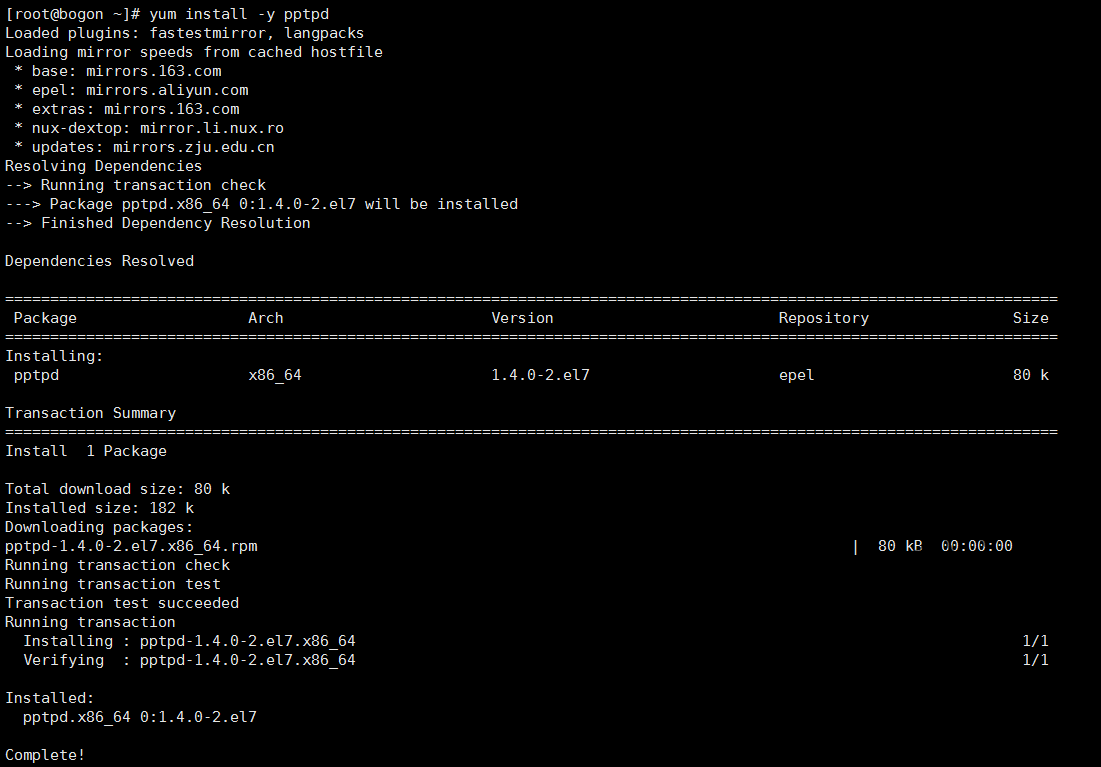 [root@bogon ~]# yum install -y pptpd
Loaded plugins: fastestmirror, langpacks
Loading mirror speeds from cached hostfile
 * base: mirrors.163.com
 * epel: mirrors.aliyun.com
 * extras: mirrors.163.com
 * nux-dextop: mirror.li.nux.ro
 * updates: mirrors.zju.edu.cn
Resolving Dependencies
--> Running transaction check
---> Package pptpd.x86_64 0:1.4.0-2.el7 will be installed
--> Finished Dependency Resolution

Dependencies Resolved

=====================================================================================================================
 Package                   Arch                       Version                         Repository                Size
=====================================================================================================================
Installing:
 pptpd                     x86_64                     1.4.0-2.el7                     epel                      80 k

Transaction Summary
=====================================================================================================================
Install  1 Package

Total download size: 80 k
Installed size: 182 k
Downloading packages:
pptpd-1.4.0-2.el7.x86_64.rpm                                                                  |  80 kB  00:00:00
Running transaction check
Running transaction test
Transaction test succeeded
Running transaction
  Installing : pptpd-1.4.0-2.el7.x86_64                                                                          1/1
  Verifying  : pptpd-1.4.0-2.el7.x86_64                                                                          1/1

Installed:
  pptpd.x86_64 0:1.4.0-2.el7

Complete!